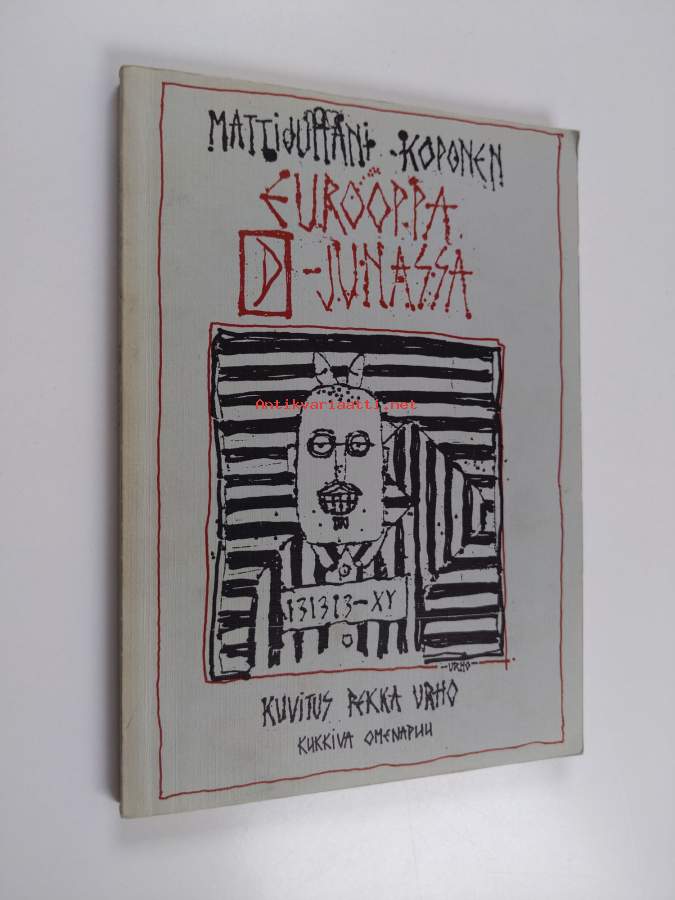 MATTIJUHANI KOPONEN
EUROOPPA
D-JUNASSA
Antikvariaatti.net
131313-XY
-URHO-
KUVITUS PEKKA URHO
KUKKIVA OMENAPUU